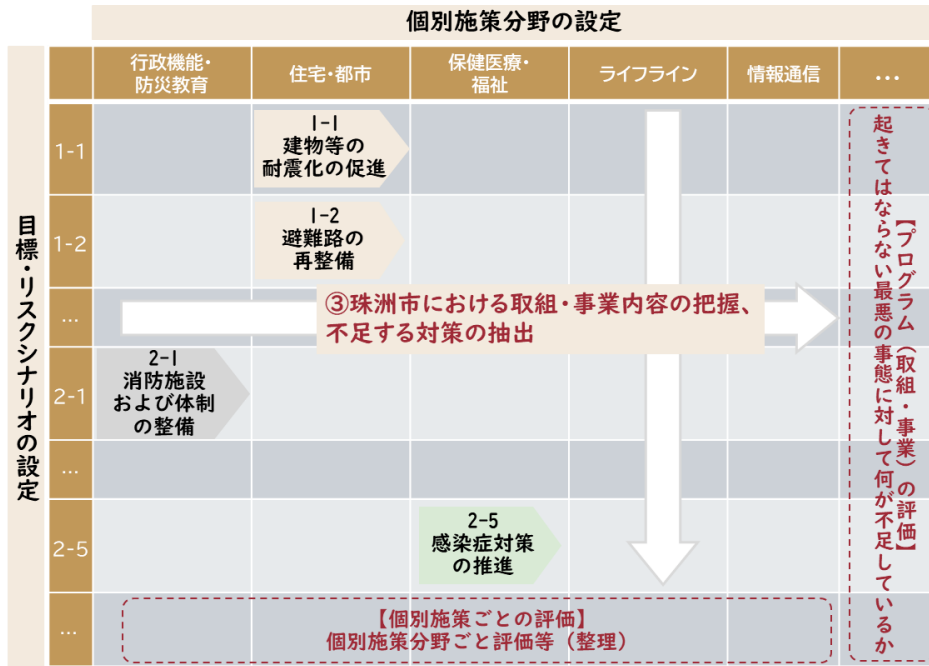 個別施策分野の設定
行政機能・
防災教育
住宅・都市
保健医療・
福祉
ライフライン
情報通信
…
目標・リスクシナリオの設定
1-1
1-1
建物等の
耐震化の促進
1-2
1-2
避難路の
再整備
…
③珠洲市における取組・事業内容の把握、
不足する対策の抽出
2-1
2-1
消防施設
および体制
の整備
…
2-5
2-5
感染症対策
の推進
…
【個別施策ごとの評価】
個別施策分野ごと評価等（整理）
【プログラム（取組・事業）の評価】
起きてはならない最悪の事態に対して何が不足しているか